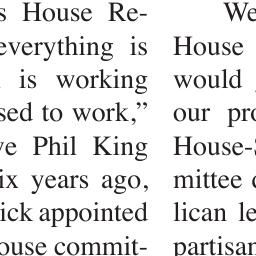 s House Re-
everything is
is working
sed to work,”
ve Phil King
ix years ago,
ick appointed
ouse commit-
We
House
would
our pro
House-S
mittee
lican le
partisan